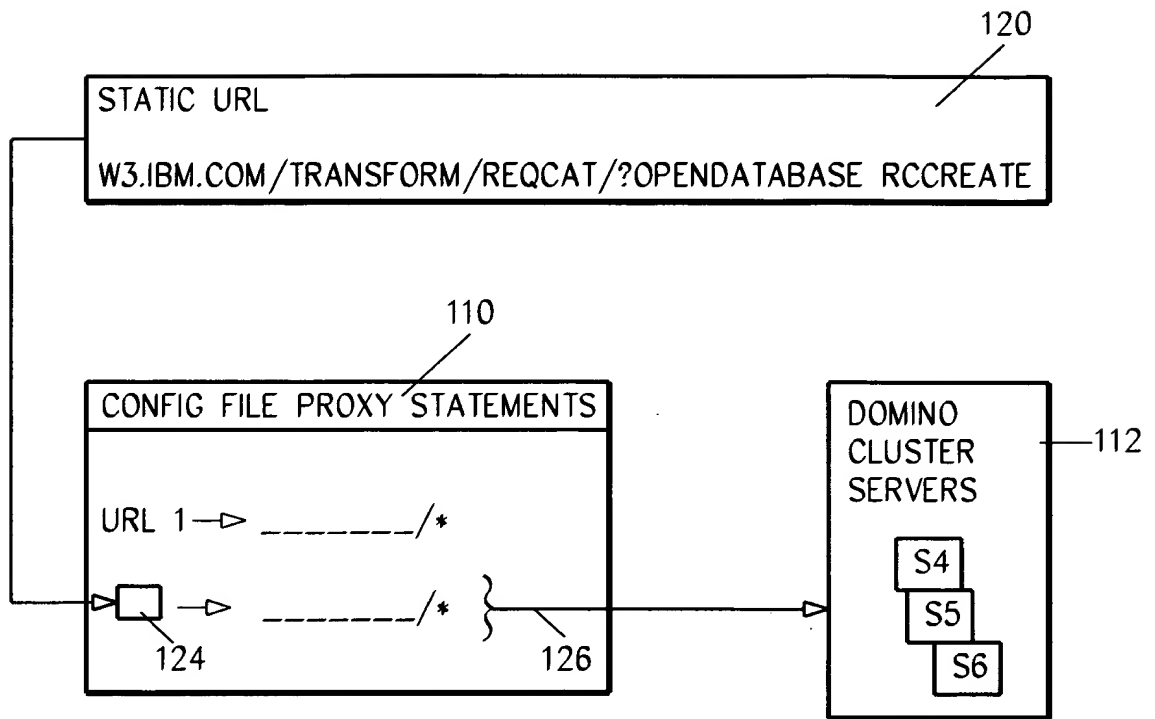 120
STATIC URL
W3.IBM.COM/TRANSFORM/REQCAT/?OPENDATABASE RCCREATE
110
CONFIG FILE PROXY STATEMENTS
URL 1 _______/*
_______/*
124
126
DOMINO
CLUSTER
SERVERS
112
S4
S5
S6